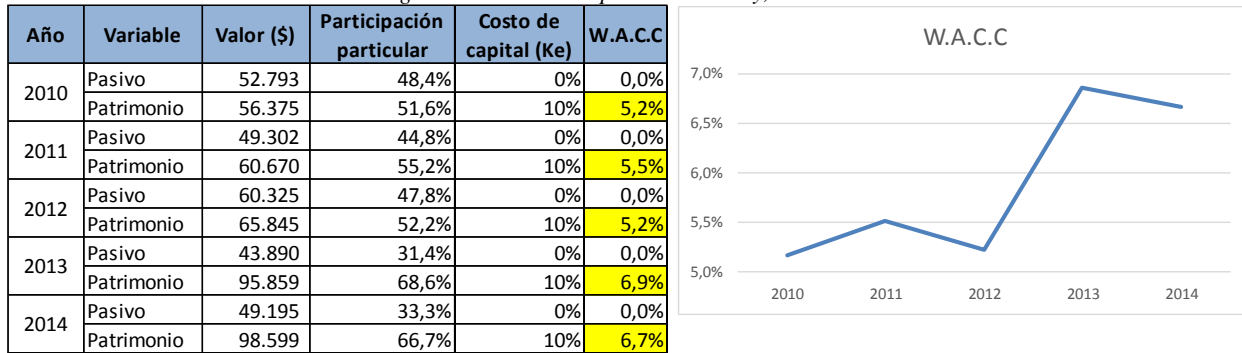 Año Variable Valor ($) Participación particular Costo de capital (Ke) W.A.C.C
2010 Pasivo 52.793 48,4% 0% 0,0%
Patrimonio 56.375 51,6% 10% 5,2%
2011 Pasivo 49.302 44,8% 0% 0,0%
Patrimonio 60.670 55,2% 10% 5,5%
2012 Pasivo 60.325 47,8% 0% 0,0%
Patrimonio 65.845 52,2% 10% 5,2%
2013 Pasivo 43.890 31,4% 0% 0,0%
Patrimonio 95.859 68,6% 10% 6,9%
2014 Pasivo 49.195 33,3% 0% 0,0%
Patrimonio 98.599 66,7% 10% 6,7%
W.A.C.C
7,0%
6,5%
6,0%
5,5%
5,0%
2010 2011 2012 2013 2014